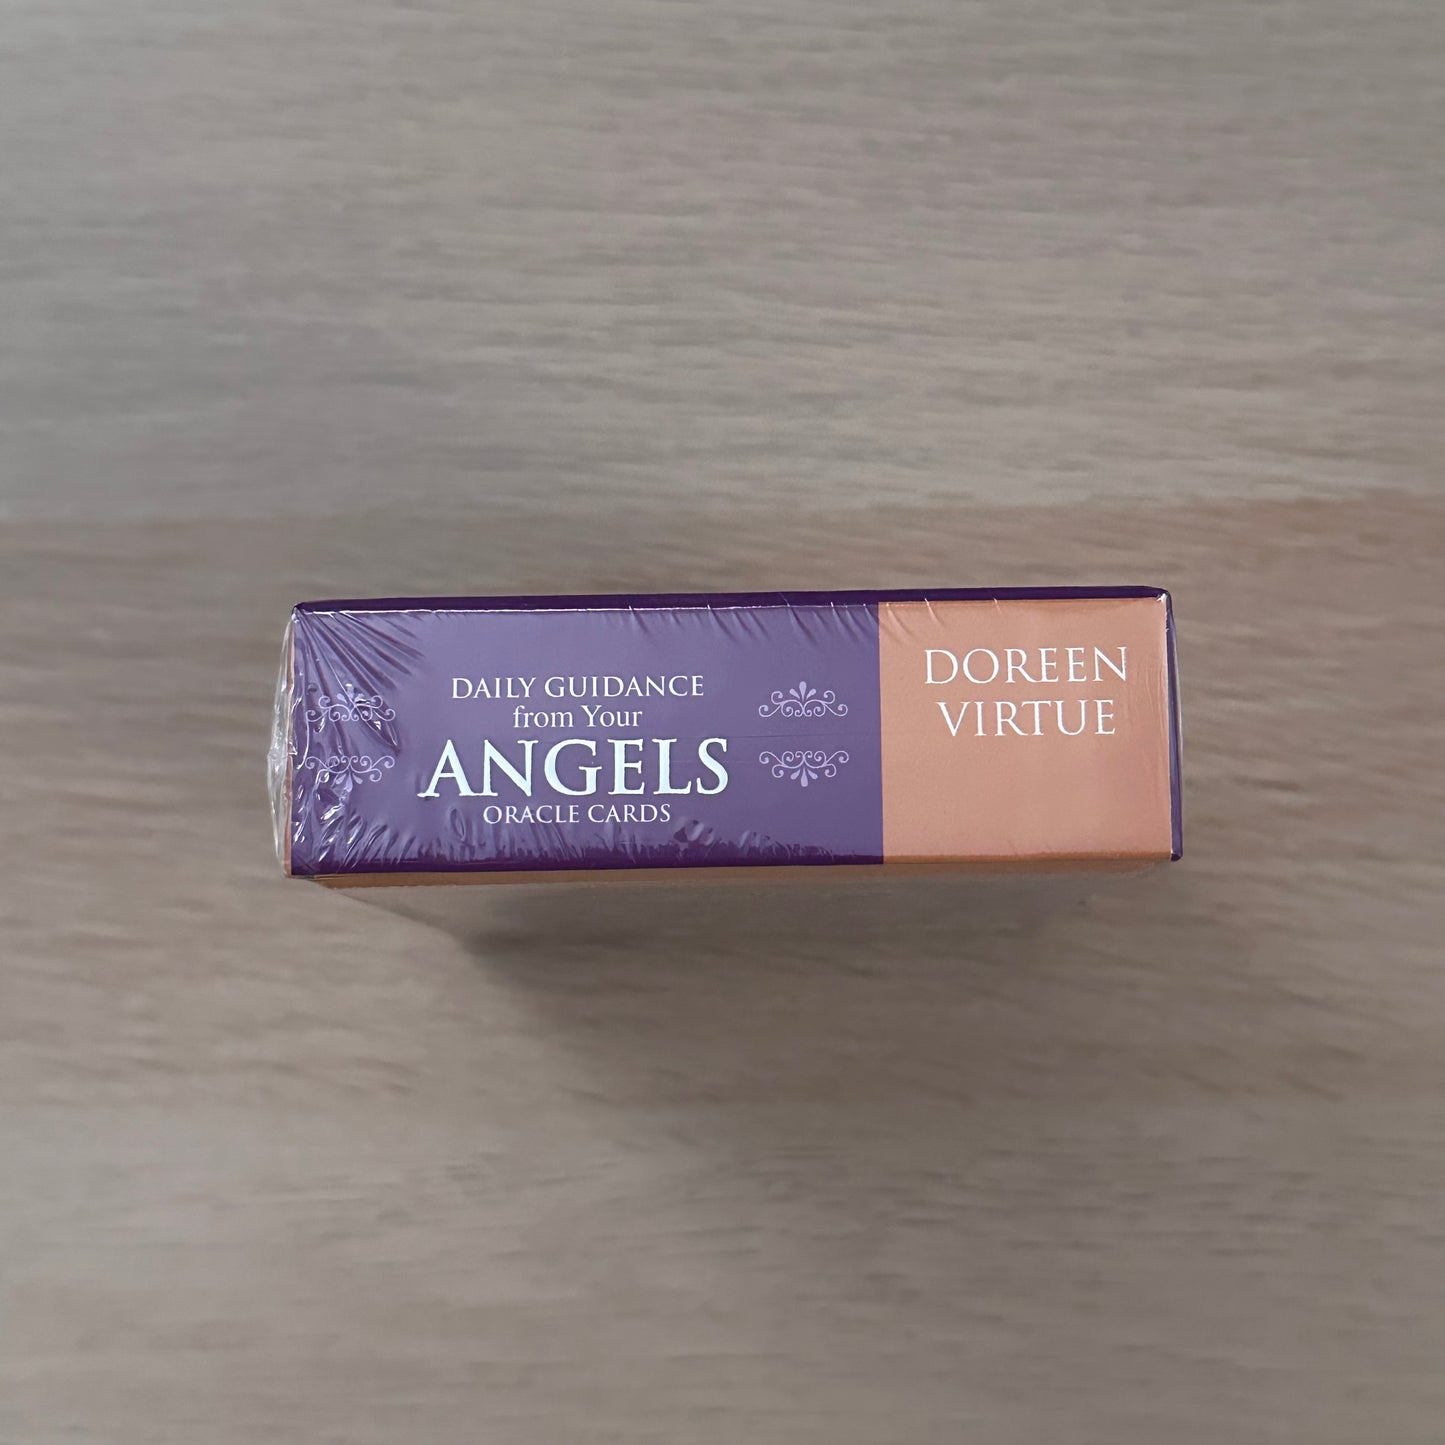 DAILY GUIDANCE
from Your
ANGELS
ORACLE CARDS
DOREEN
VIRTUE